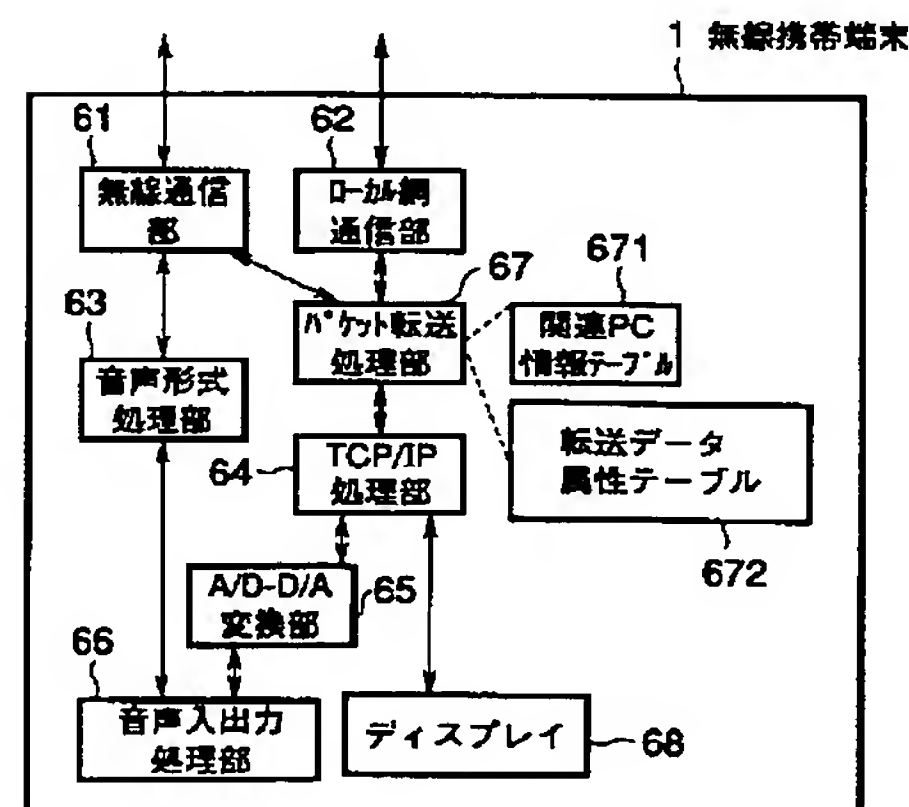 1 無線携帯端末
61
62
無線通信
部
ローカル網
通信部
67
671
63
パケット転送
処理部
関連PC
情報テーブル
音声形式
処理部
64
TCP/IP
処理部
転送データ
属性テーブル
672
A/D-D/A
変換部
65
66
音声入出力
処理部
ディスプレイ
68